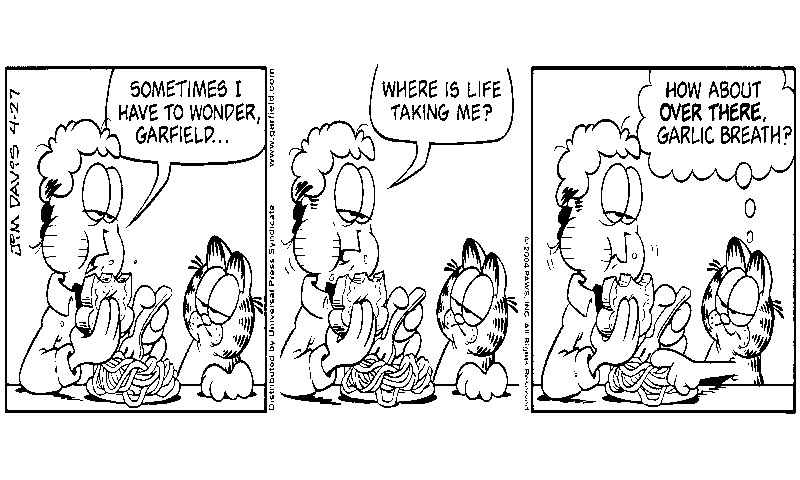 JIM DAVIS 4-27
SOMETIMES I
HAVE TO WONDER,
GARFIELD...
www.garfield.com
Distributed by Universal Press Syndicate
WHERE IS LIFE
TAKING ME?
© 2004 PAWS, INC. All Rights Reserved
HOW ABOUT
OVER THERE,
GARLIC BREATH?